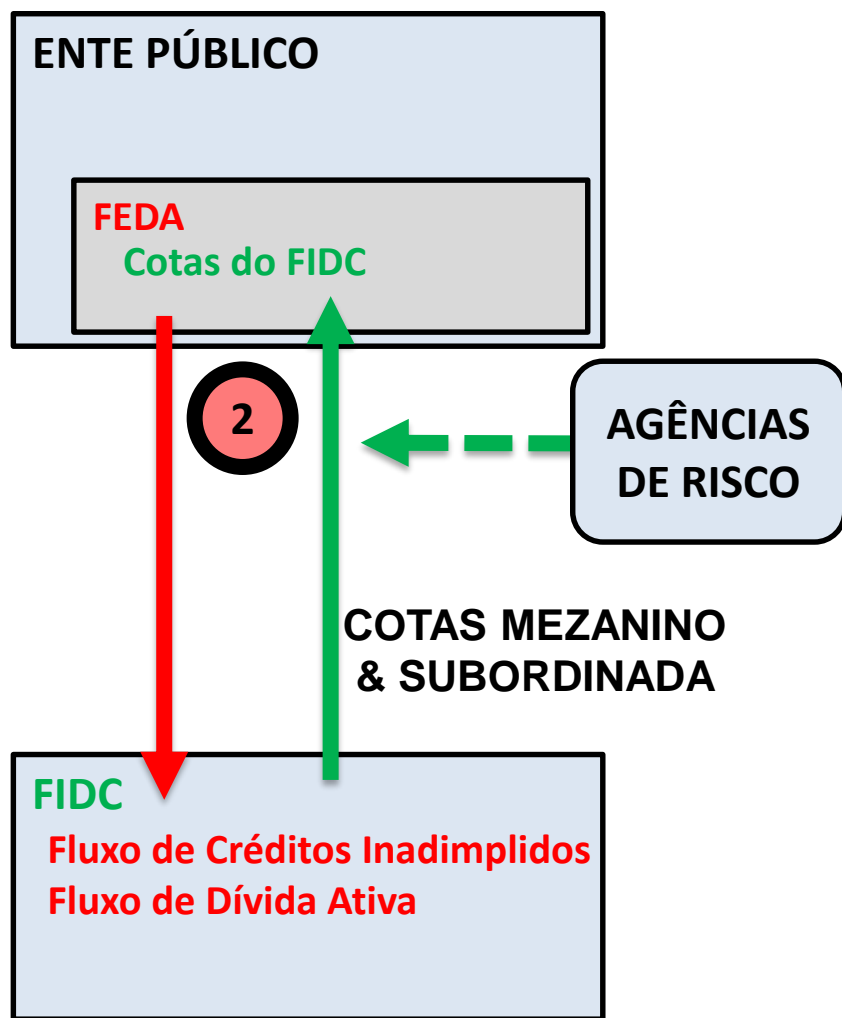 ENTE PÚBLICO
FEDA
Cotas do FIDC
2
AGÊNCIAS
DE RISCO
COTAS MEZANINO
& SUBORDINADA
FIDC
Fluxo de Créditos Inadimplidos
Fluxo de Dívida Ativa